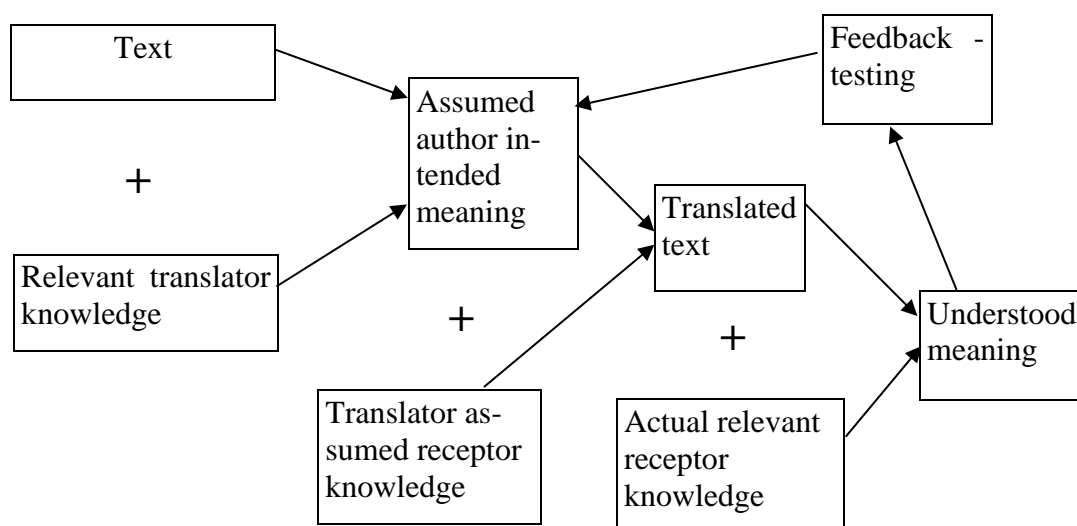 Text
Feedback -
testing
Assumed
author in-
tended
meaning
+
Translated
text
Relevant translator
knowledge
+
+
Understood
meaning
Translator as-
sumed receptor
knowledge
Actual relevant
receptor
knowledge